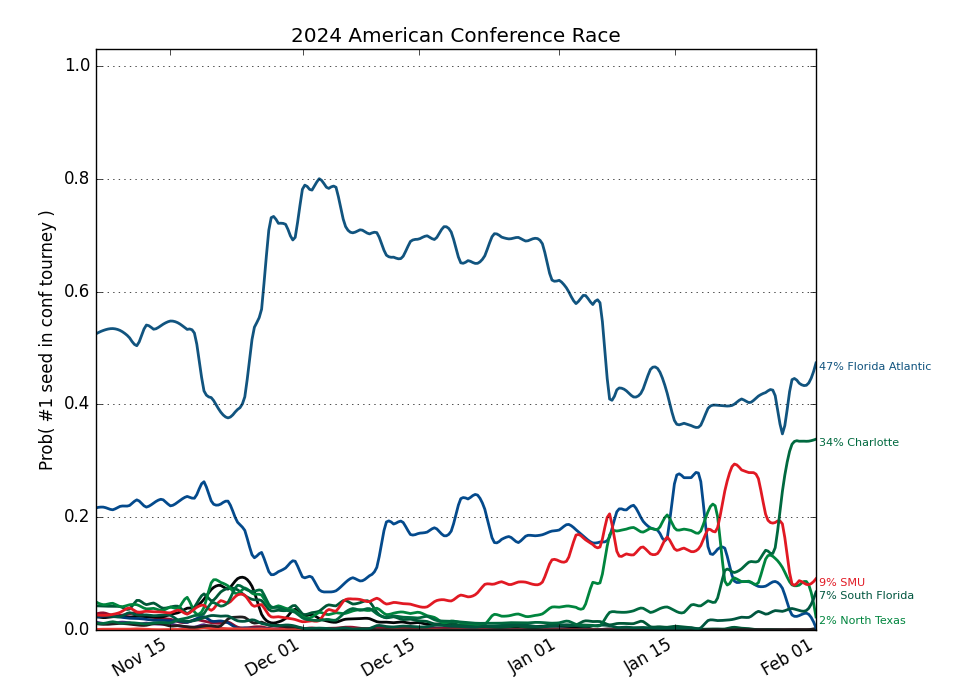 2024 American Conference Race
Prob( #1 seed in conf tourney )
1.0
0.8
0.6
0.4
0.2
0.0
47% Florida Atlantic
34% Charlotte
9% SMU
7% South Florida
2% North Texas
Nov 15
Dec 01
Dec 15
Jan 01
Jan 15
Feb 01